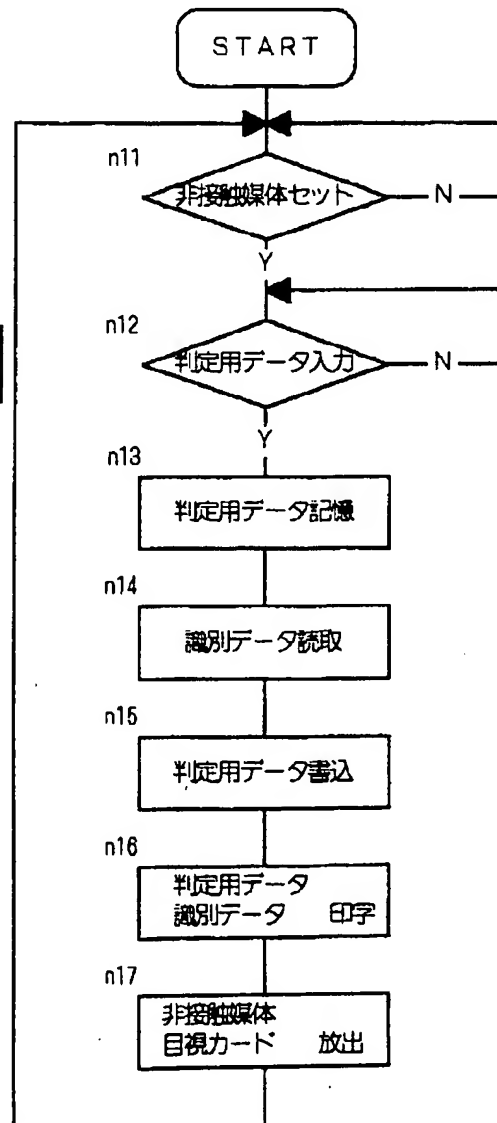 START
n11
非接触媒体セット
N
Y
n12
判定用データ入力
N
Y
n13
判定用データ記憶
n14
識別データ読取
n15
判定用データ書込
n16
判定用データ
識別データ 印字
n17
非接触媒体
目視カード 放出